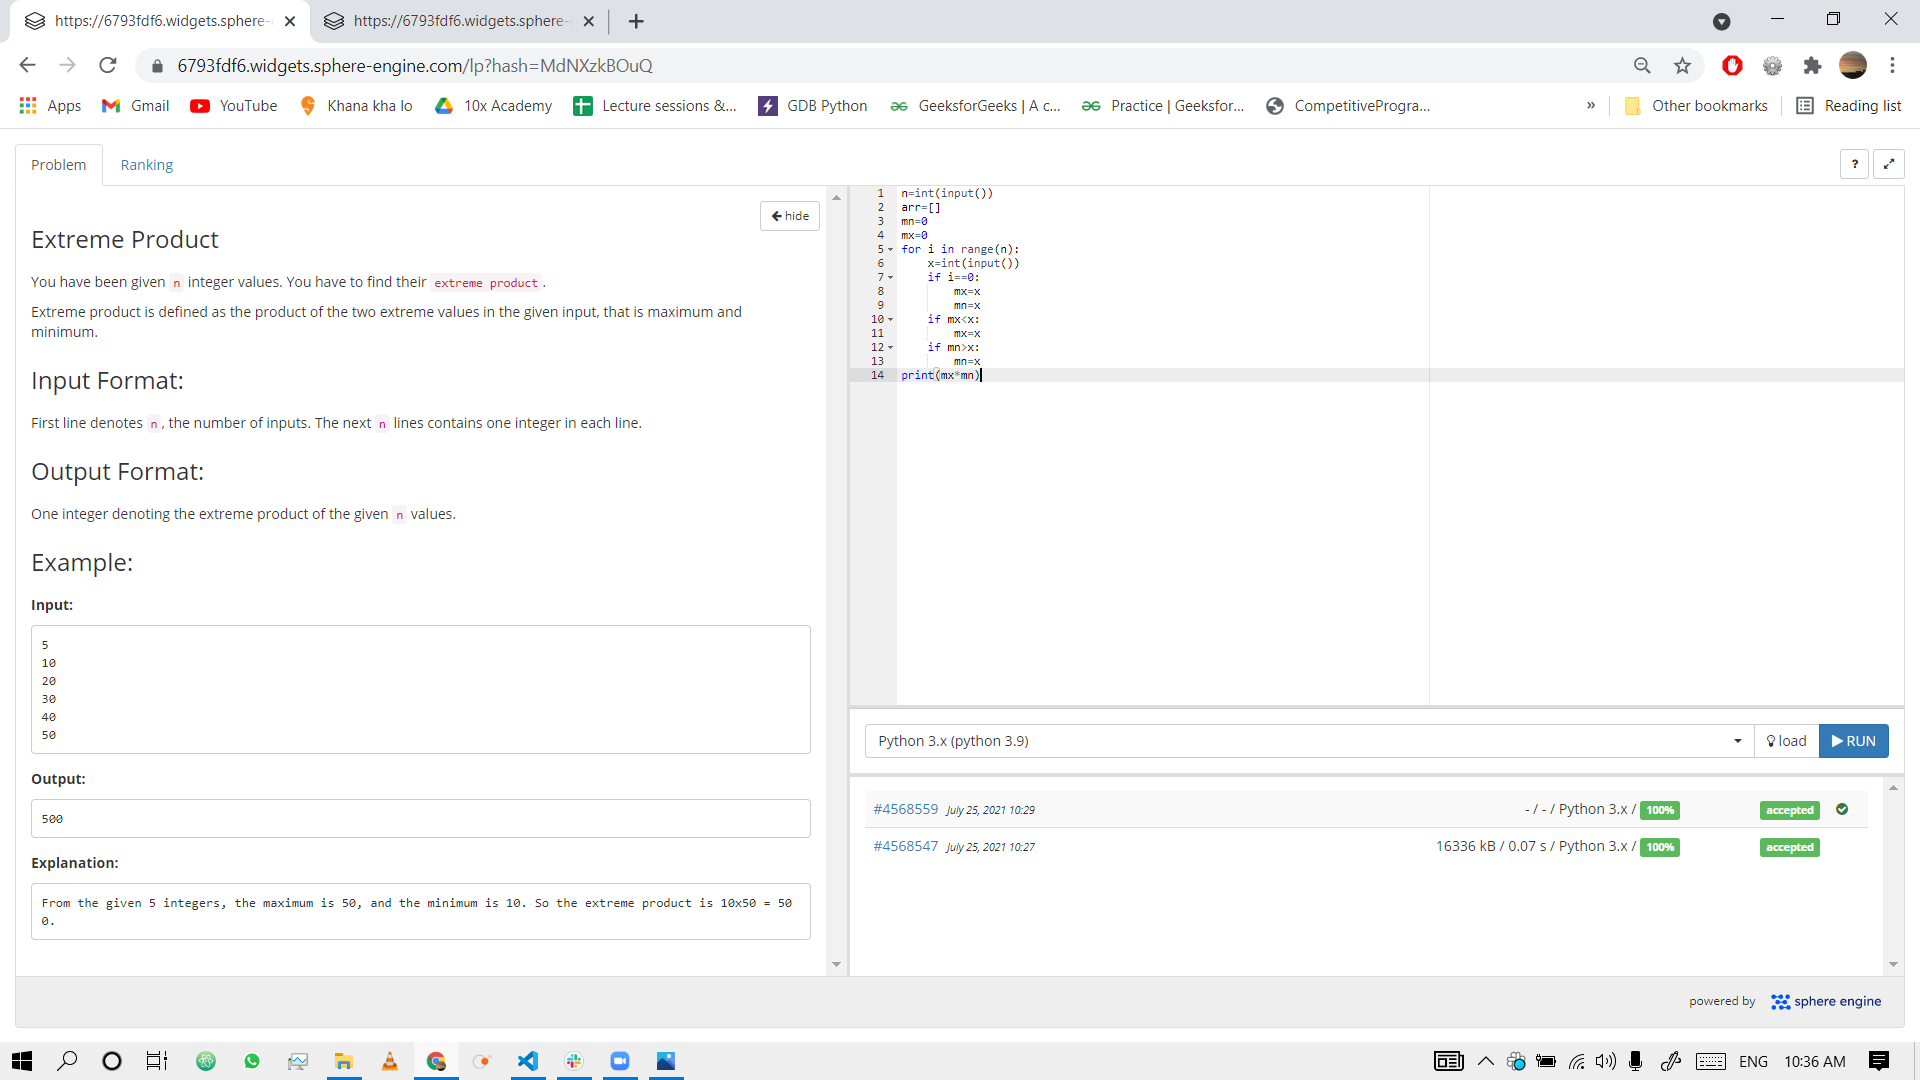 https://6793fdf6.widgets.sphere-
https://6793fdf6.widgets.sphere-
6793fdf6.widgets.sphere-engine.com/lp?hash=MdNXzkBOuQ
Apps Gmail YouTube Khana kha lo 10x Academy Lecture sessions &... GDB Python GeeksforGeeks | A c... Practice | Geeksfor... CompetitiveProgra... » Other bookmarks Reading list
Problem Ranking ?
hide
Extreme Product
You have been given n integer values. You have to find their extreme product .
Extreme product is defined as the product of the two extreme values in the given input, that is maximum and
minimum.
Input Format:
First line denotes n , the number of inputs. The next n lines contains one integer in each line.
Output Format:
One integer denoting the extreme product of the given n values.
Example:
Input:
5
10
20
30
40
50
Output:
500
Explanation:
From the given 5 integers, the maximum is 50, and the minimum is 10. So the extreme product is 10x50 = 50
0.
1 n=int(input())
2 arr=[]
3 mn=0
4 mx=0
5 for i in range(n):
6 x=int(input())
7 if i==0:
8 mx=x
9 mn=x
10 if mx<x:
11 mx=x
12 if mn>x:
13 mn=x
14 print(mx*mn)
Python 3.x (python 3.9) load RUN
#4568559 July 25, 2021 10:29 - / - / Python 3.x / 100% accepted
#4568547 July 25, 2021 10:27 16336 kB / 0.07 s / Python 3.x / 100% accepted
powered by sphere engine
ENG 10:36 AM